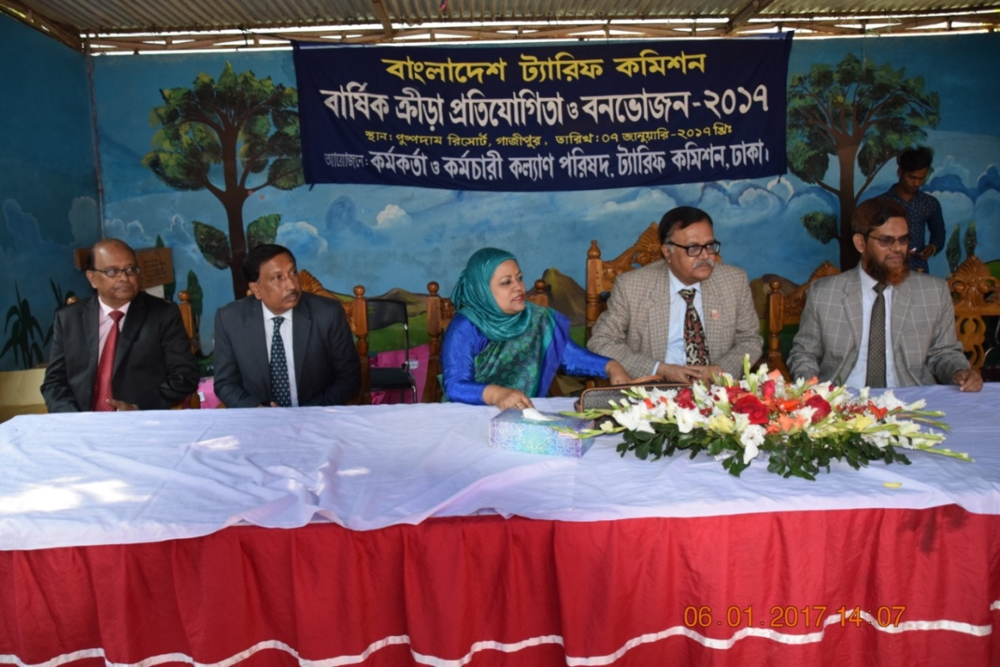 বাংলাদেশ ট্যারিফ কমিশন
বার্ষিক ক্রীড়া প্রতিযোগিতা ও বনভোজন-২০১৭
স্থান: পুষ্পদাম রিসোর্ট, গাজীপুর, তারিখ: ০৭ জানুয়ারি-২০১৭ খ্রিঃ
আয়োজনে: কর্মকর্তা ও কর্মচারী কল্যাণ পরিষদ, ট্যারিফ কমিশন, ঢাকা।
06.01.2017 14:07